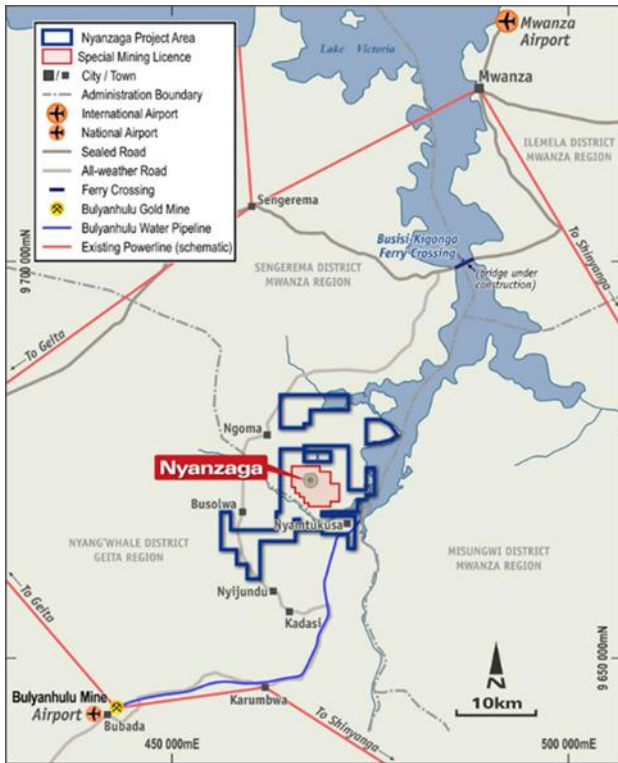 Nyanzaga Project Area
Special Mining Licence
City / Town
Administration Boundary
International Airport
National Airport
Sealed Road
All-weather Road
Ferry Crossing
Bulyanhulu Gold Mine
Bulyanhulu Water Pipeline
Existing Powerline (schematic)
Lake Victoria
Mwanza
Airport
Mwanza
ILEMELA DISTRICT
MWANZA REGION
Sengerema
To Shinyanga
Busisi-Kigonga
Ferry Crossing
(bridge under
construction)
9 700 000mN
SENGEREMA DISTRICT
MWANZA REGION
To Geita
Ngoma
Nyanzaga
Busolwa
Nyamtukusa
NYANG'WHALE DISTRICT
GEITA REGION
MISUNGWI DISTRICT
MWANZA REGION
Nyijundu
Kadasi
To Geita
9 650 000mN
Bulyanhulu Mine
Airport
Bubada
Karumbwa
To Shinyanga
N
10km
450 000mE
500 000mE